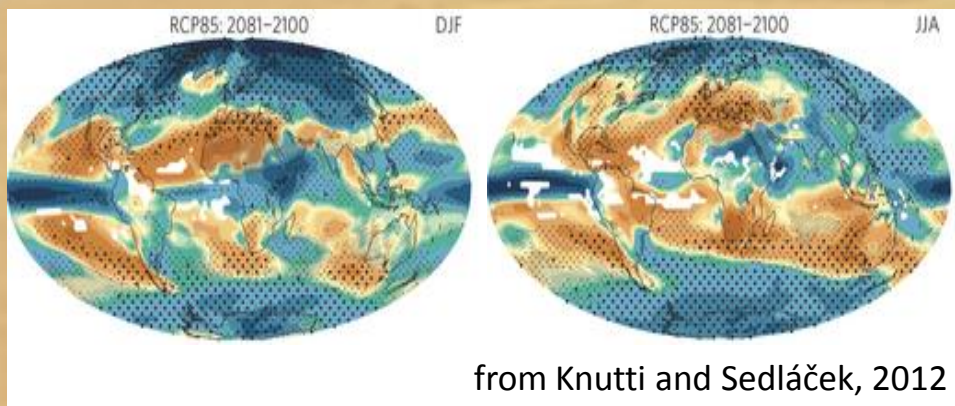 RCP85: 2081–2100 DJF
RCP85: 2081–2100 JJA
from Knutti and Sedláček, 2012